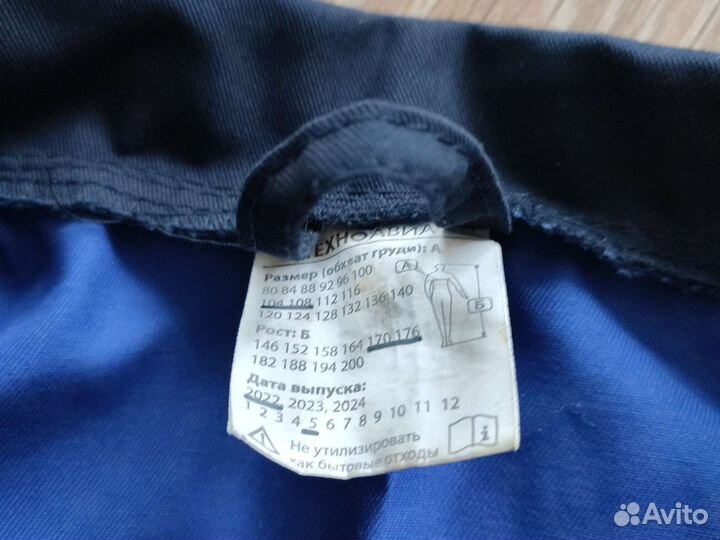 ТЕХНОАВИА
Размер (обхват груди): А
80 84 88 92 96 100
104 108 112 116
120 124 128 132 136 140
Рост: Б
146 152 158 164 170 176
182 188 194 200
Дата выпуска:
2022, 2023, 2024
1 2 3 4 5 6 7 8 9 10 11 12
Не утилизировать
как бытовые отходы
А
Б
i
Avito